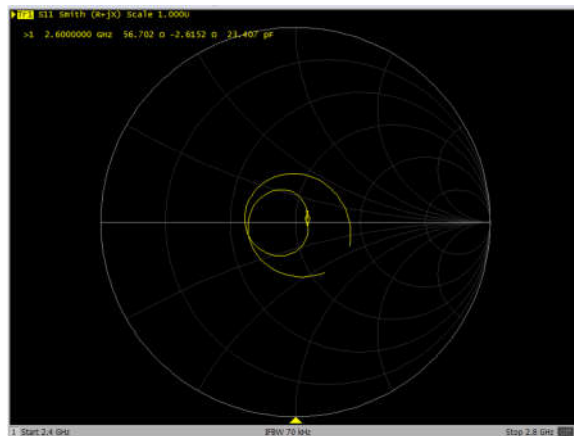 Tr1 S11 Smith (R+jX) Scale 1.000U
>1 2.6000000 GHz 56.702 Ω -2.6152 Ω 23.407 pF
1 Start 2.4 GHz IFBW 70 kHz Stop 2.8 GHz